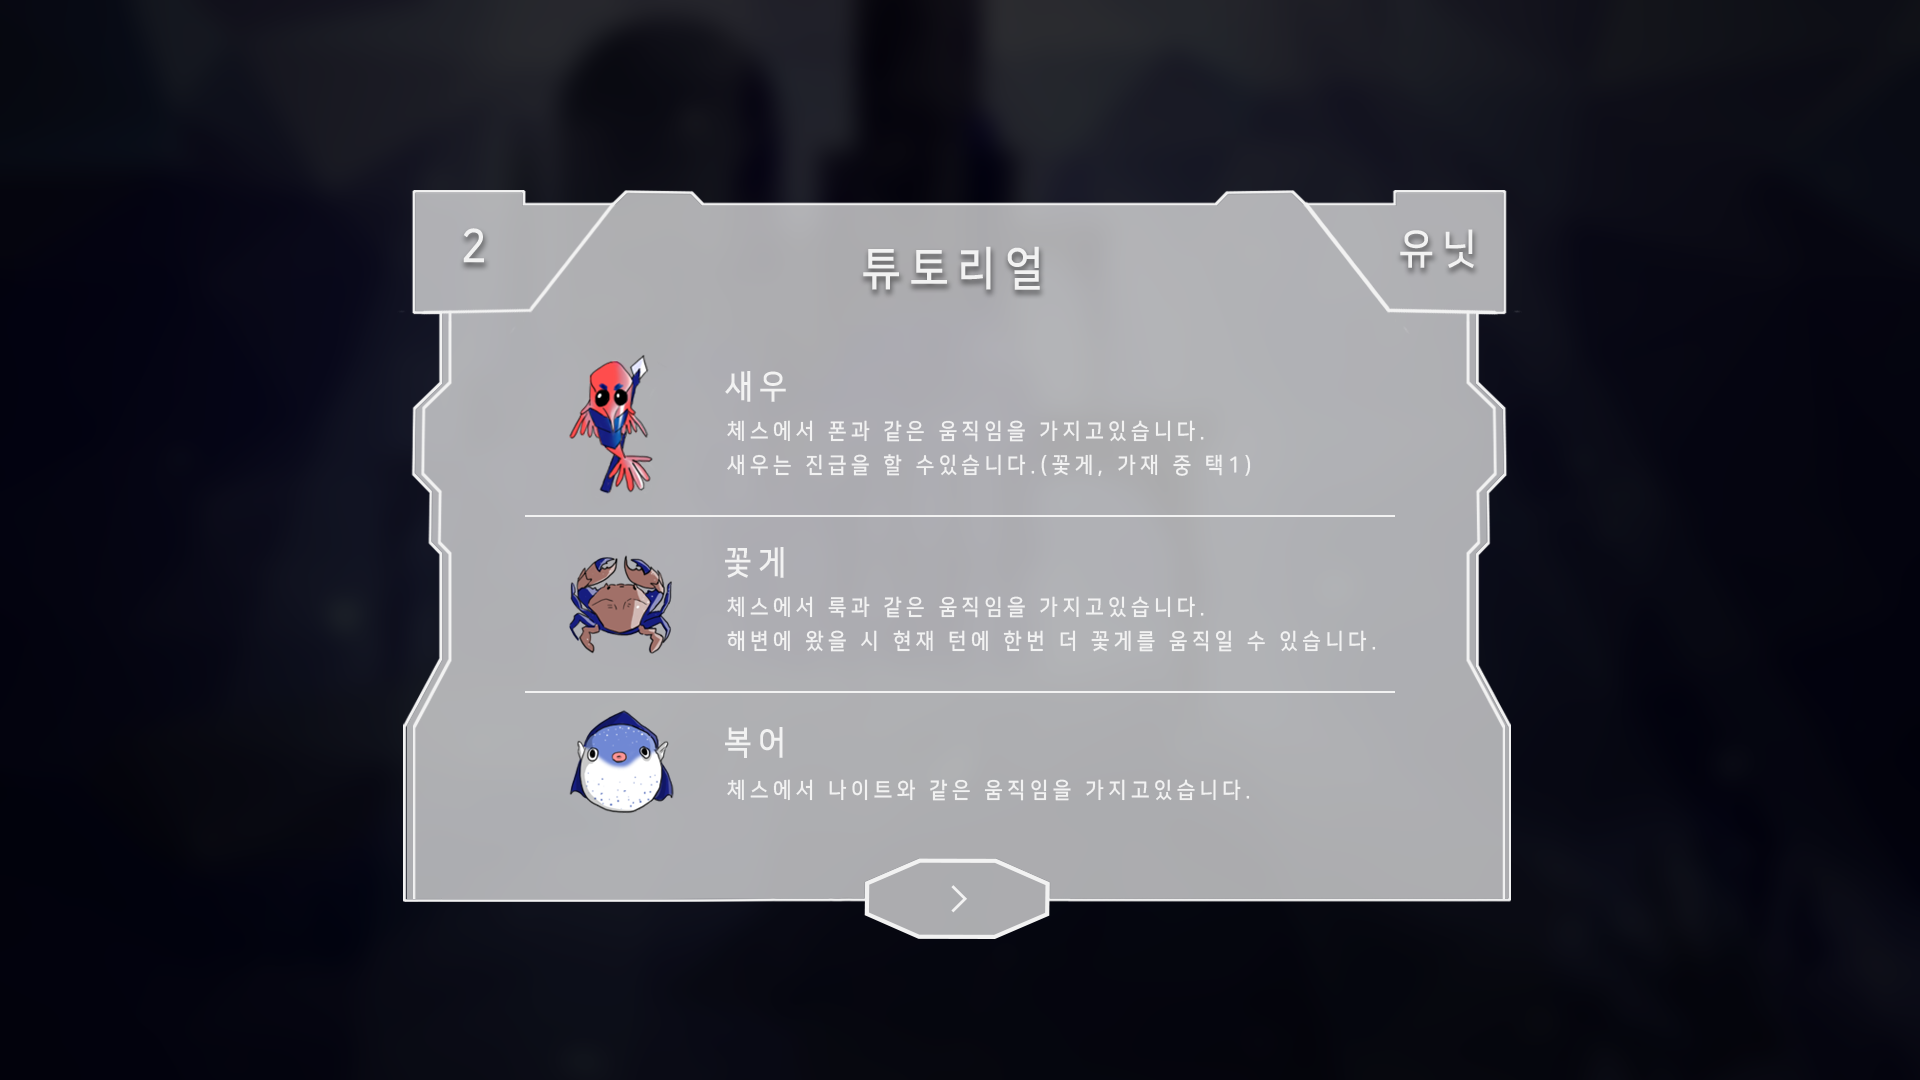 2
튜토리얼
유닛
새우
체스에서 폰과 같은 움직임을 가지고있습니다.
새우는 진급을 할 수있습니다.(꽃게, 가재 중 택1)
꽃게
체스에서 룩과 같은 움직임을 가지고있습니다.
해변에 왔을 시 현재 턴에 한번 더 꽃게를 움직일 수 있습니다.
복어
체스에서 나이트와 같은 움직임을 가지고있습니다.